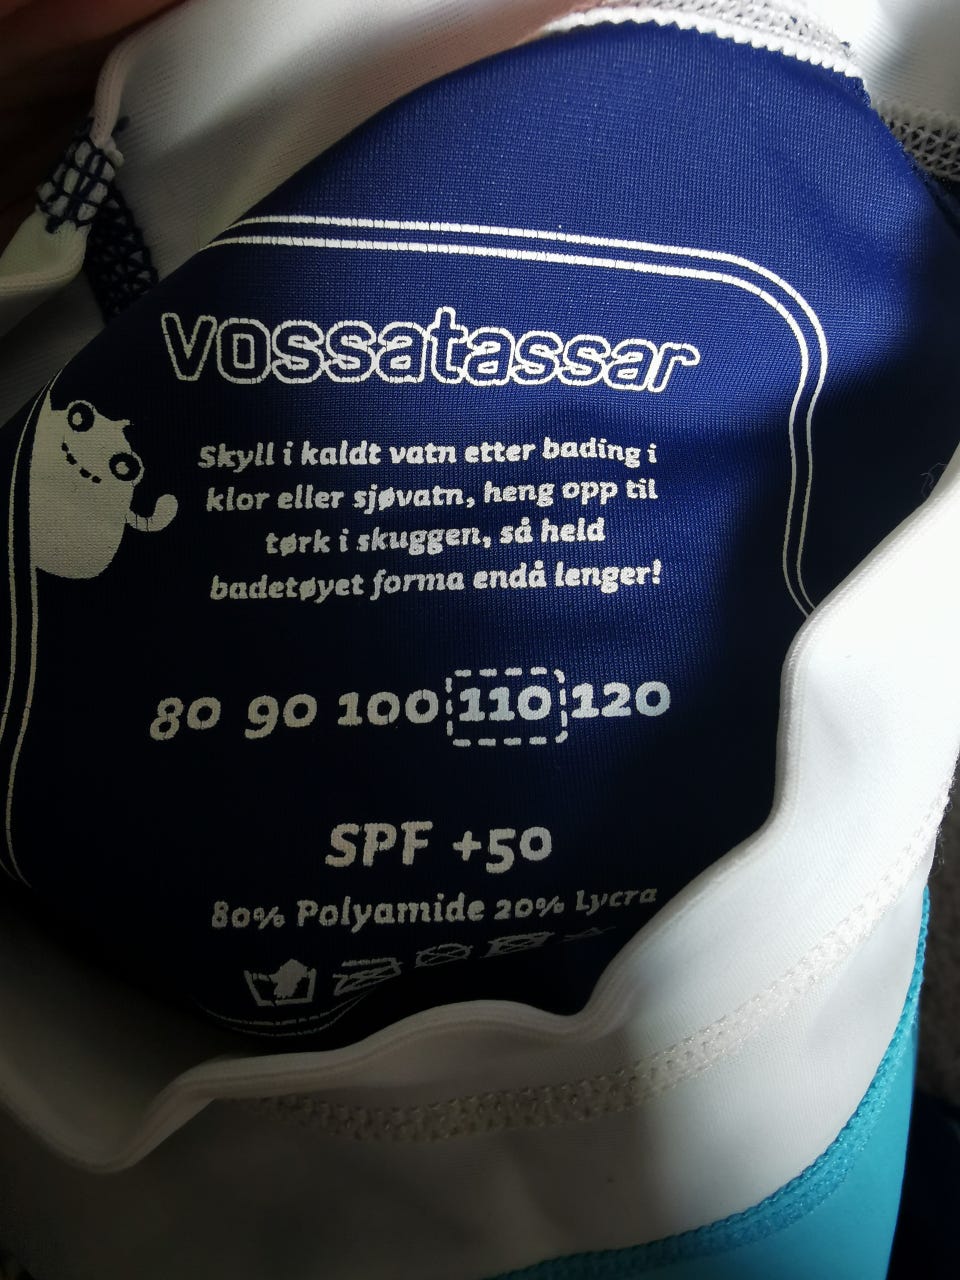 vossatassar
Skyll i kaldt vatn etter bading i
klor eller sjøvatn, heng opp til
tørk i skuggen, så held
badetøyet forma endå lenger!
80 90 100 110 120
SPF +50
80% Polyamide 20% Lycra